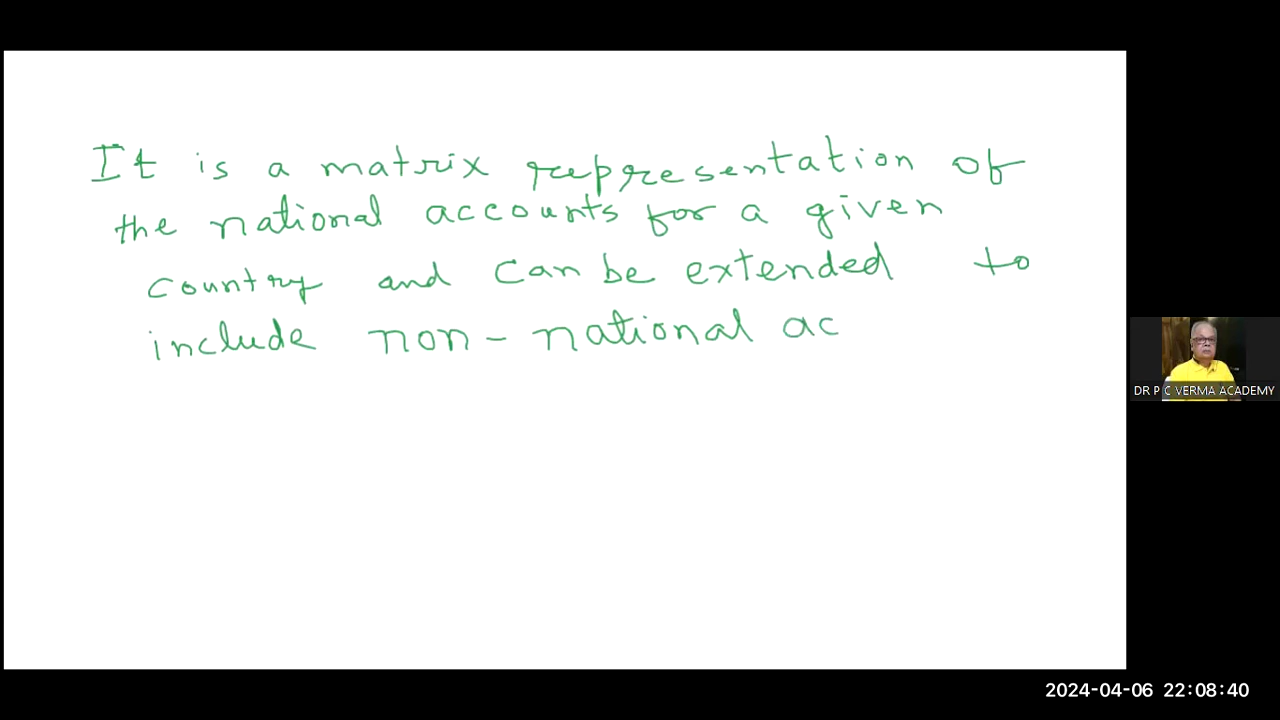 It is a matrix representation of
the national accounts for a given
country and can be extended to
include non-national ac
DR P C VERMA ACADEMY
2024-04-06 22:08:40